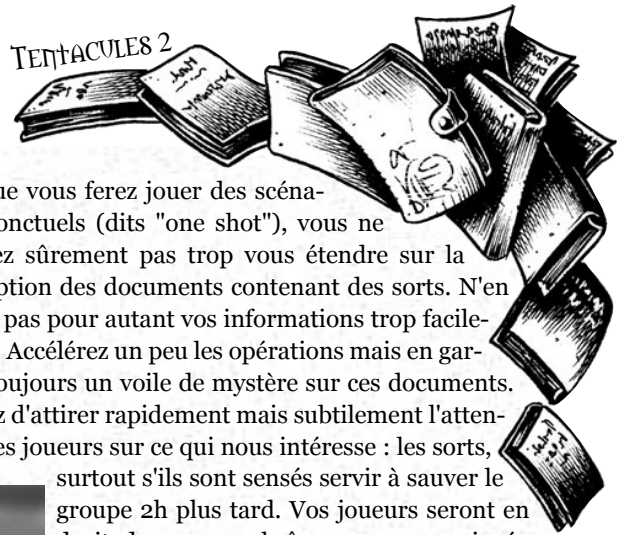 TENTACULES 2
ue vous ferez jouer des scéna-
onctuels (dits "one shot"), vous ne
ez sûrement pas trop vous étendre sur la
ption des documents contenant des sorts. N'en
pas pour autant vos informations trop facile-
Accélérez un peu les opérations mais en gar-
oujours un voile de mystère sur ces documents.
z d'attirer rapidement mais subtilement l'atten-
es joueurs sur ce qui nous intéresse : les sorts,
surtout s'ils sont sensés servir à sauver le
groupe 2h plus tard. Vos joueurs seront en